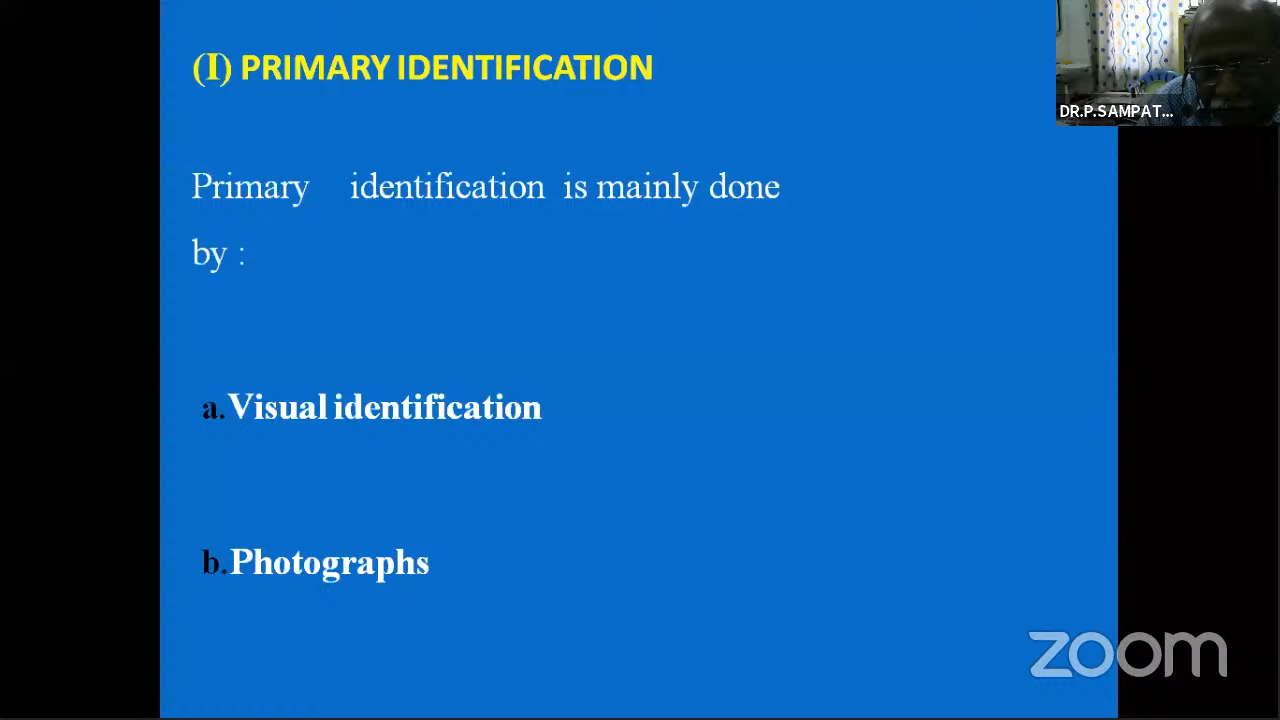 (I) PRIMARY IDENTIFICATION
DR.P.SAMPAT...
Primary identification is mainly done
by :
a.Visual identification
b.Photographs
zoom